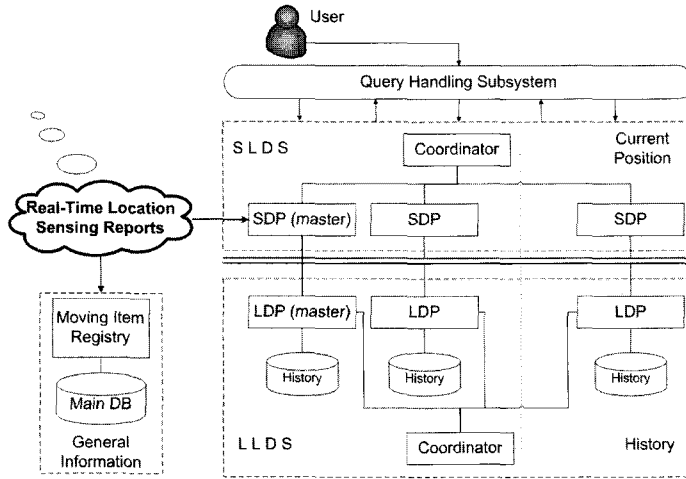 User
Query Handling Subsystem
S L D S
Current
Position
Coordinator
Real-Time Location
Sensing Reports
SDP (master)
SDP
SDP
Moving Item
Registry
Main DB
General
Information
LDP (master)
LDP
LDP
History
History
History
L L D S
Coordinator
History